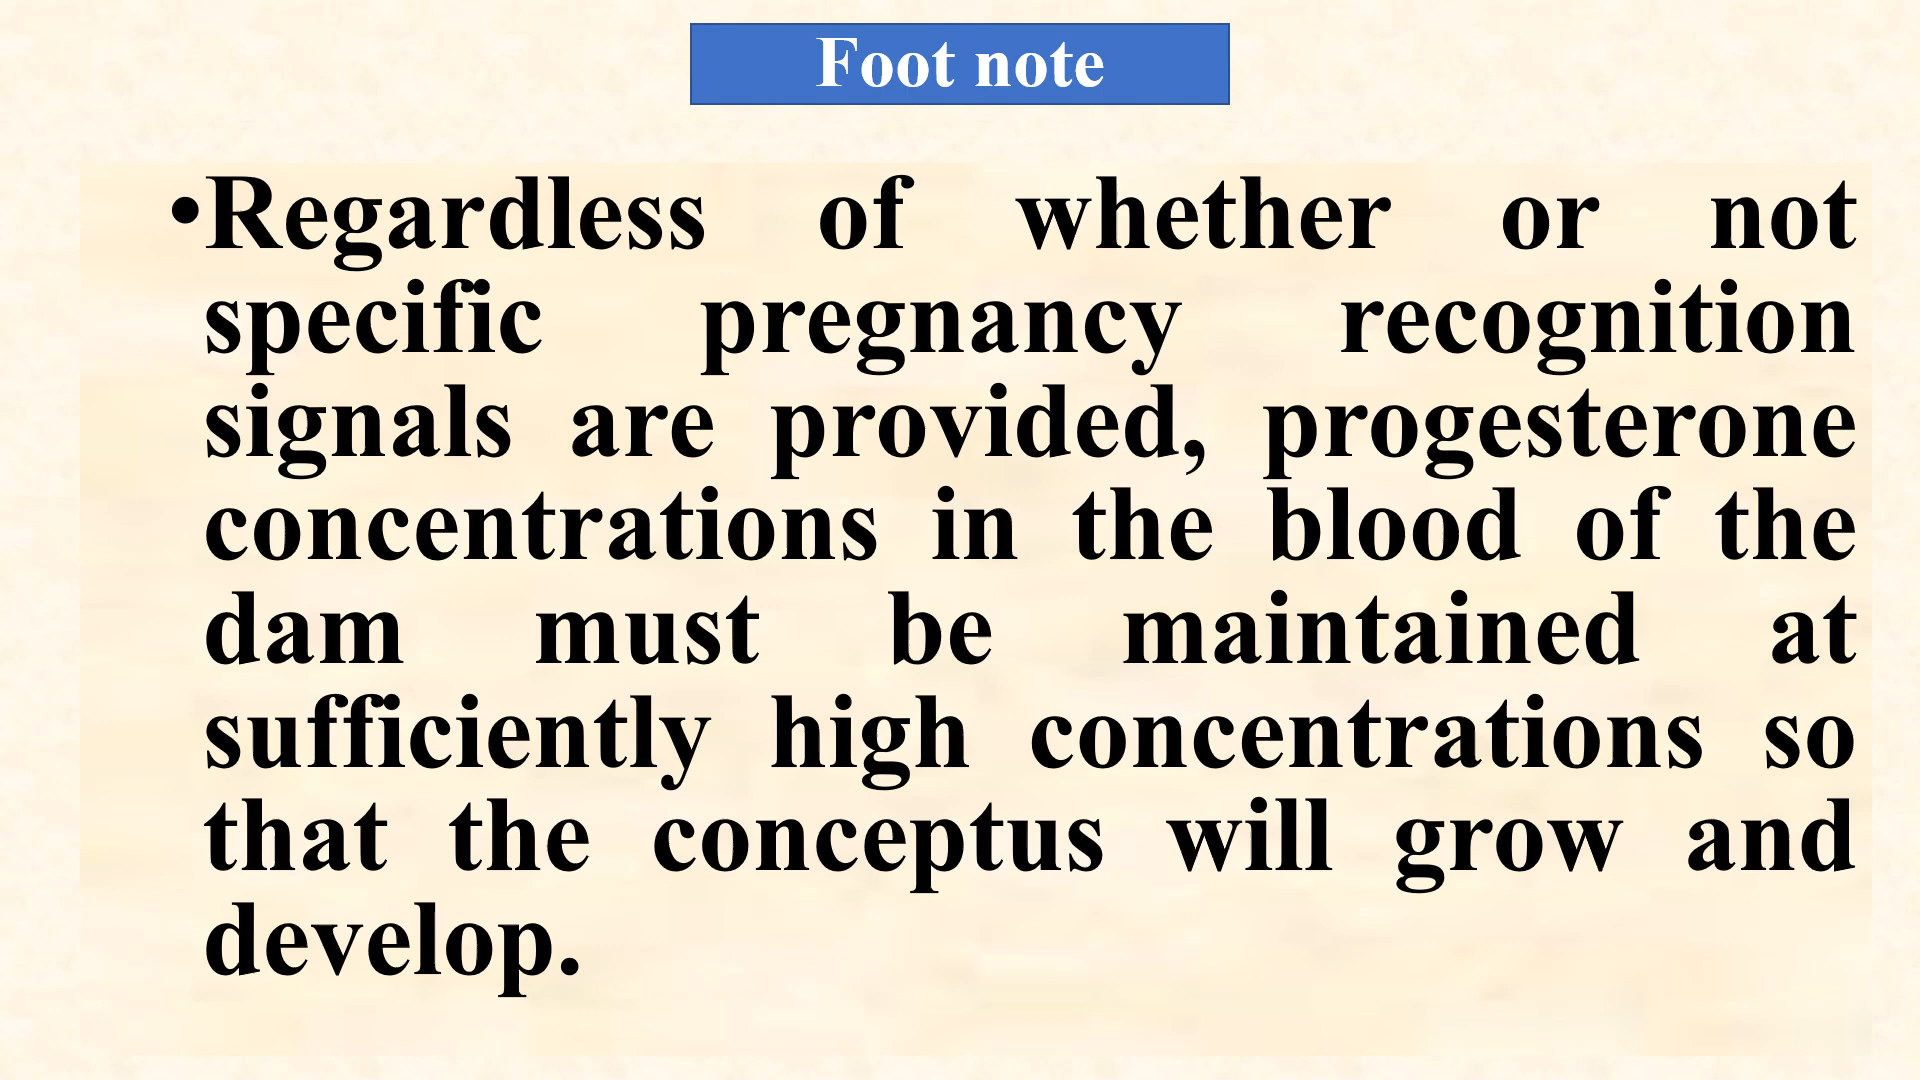 Foot note
•Regardless of whether or not
specific pregnancy recognition
signals are provided, progesterone
concentrations in the blood of the
dam must be maintained at
sufficiently high concentrations so
that the conceptus will grow and
develop.